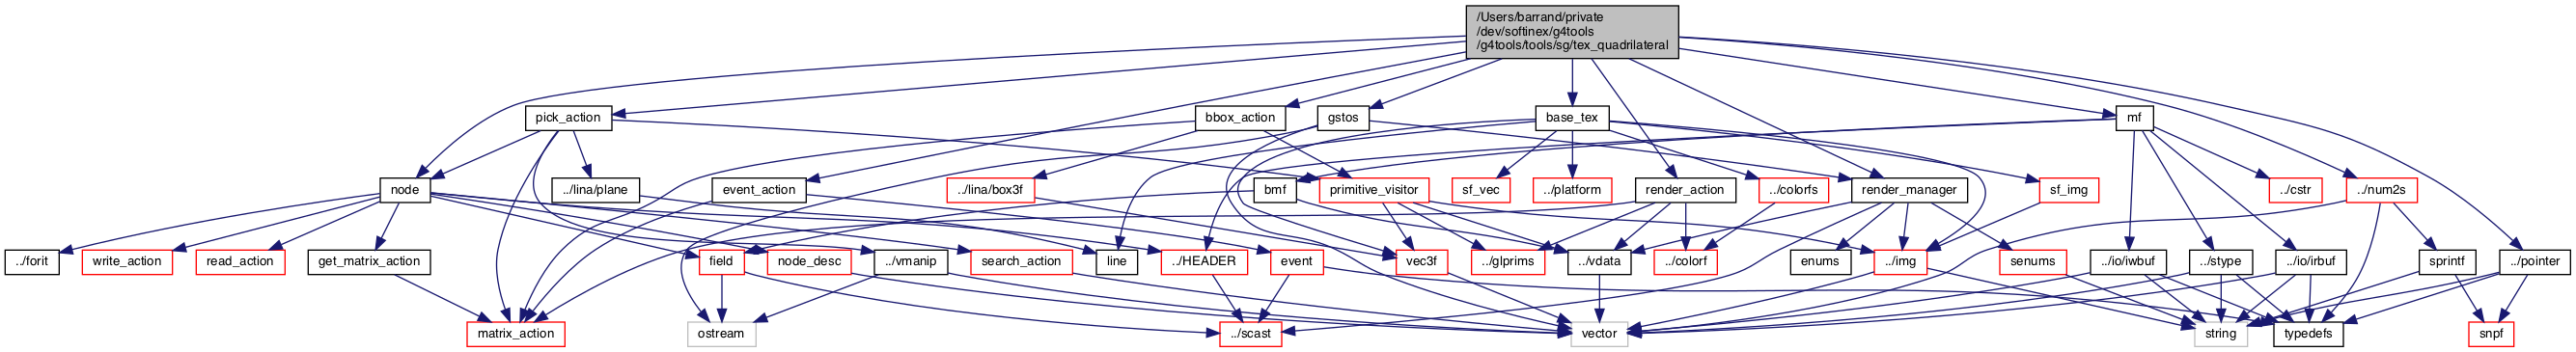 /Users/barrand/private
/dev/softinex/g4tools
/g4tools/tools/sg/tex_quadrilateral
pick_action
bbox_action
gstos
base_tex
mf
node
../lina/plane
event_action
../lina/box3f
bmf
primitive_visitor
sf_vec
../platform
render_action
../colorfs
render_manager
sf_img
../cstr
../num2s
../forit
write_action
read_action
get_matrix_action
field
node_desc
../vmanip
search_action
line
../HEADER
event
vec3f
../glprims
../vdata
../colorf
enums
../img
senums
../io/iwbuf
../stype
../io/irbuf
sprintf
../pointer
matrix_action
ostream
../scast
vector
string
typedefs
snpf